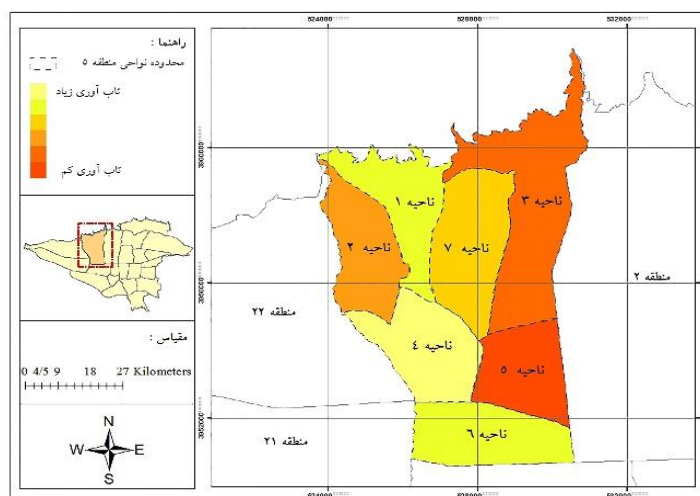 راهنما :
محدوده نواحی منطقه ۵
تاب آوری زیاد
تاب آوری کم
مقیاس :
0 4/5 9 18 27 Kilometers
N
W E
S
524000 528000 532000
ناحیه ۱
ناحیه ۳
ناحیه ۲
ناحیه ۷
منطقه ۲
منطقه ۲۲
ناحیه ۴
ناحیه ۵
ناحیه ۶
منطقه ۲۱